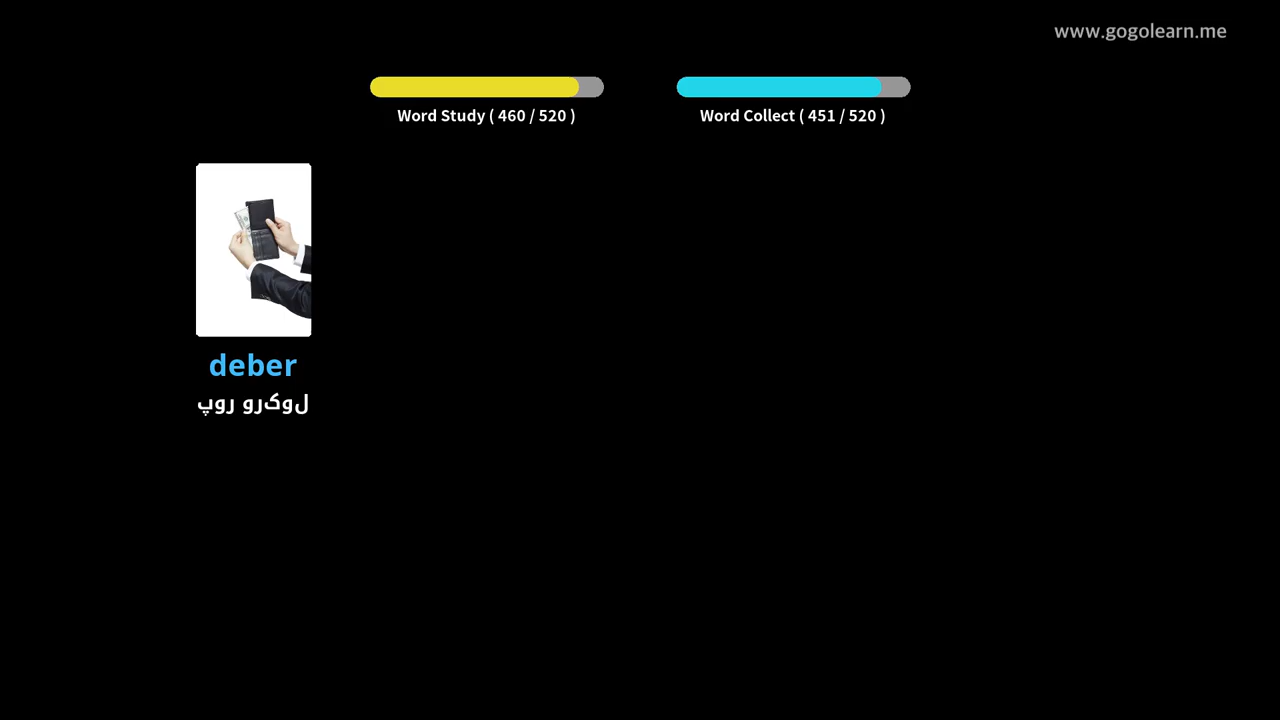 www.gogolearn.me
Word Study ( 460 / 520 )
Word Collect ( 451 / 520 )
deber
لوکرو روپ